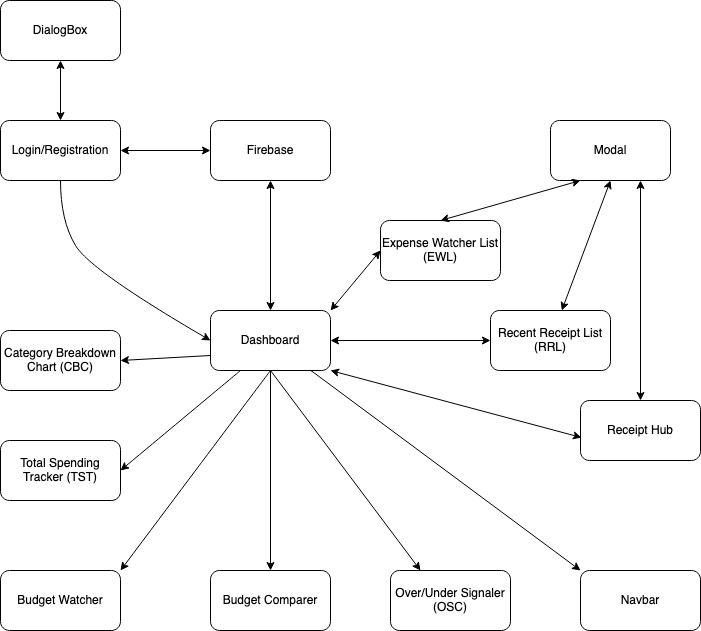 DialogBox
Login/Registration
Firebase
Modal
Expense Watcher List
(EWL)
Dashboard
Recent Receipt List
(RRL)
Category Breakdown
Chart (CBC)
Receipt Hub
Total Spending
Tracker (TST)
Budget Watcher
Budget Comparer
Over/Under Signaler
(OSC)
Navbar